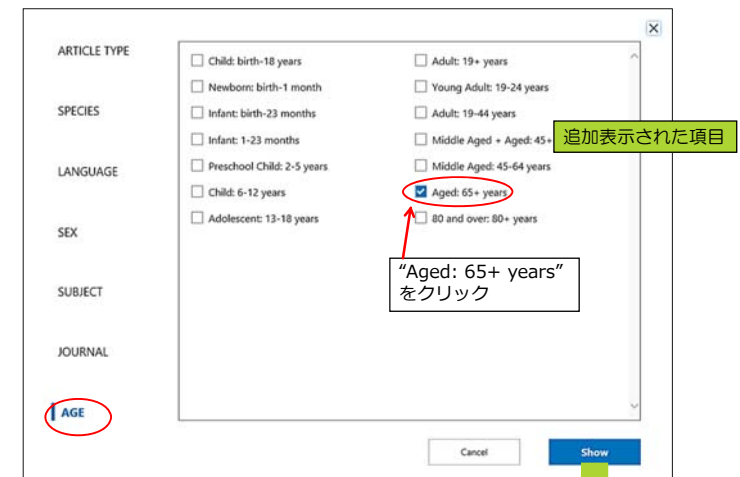 ARTICLE TYPE
SPECIES
LANGUAGE
SEX
SUBJECT
JOURNAL
AGE
Child: birth-18 years
Newborn: birth-1 month
Infant: birth-23 months
Infant: 1-23 months
Preschool Child: 2-5 years
Child: 6-12 years
Adolescent: 13-18 years
Adult: 19+ years
Young Adult: 19-24 years
Adult: 19-44 years
Middle Aged + Aged: 45+
Middle Aged: 45-64 years
Aged: 65+ years
80 and over: 80+ years
追加表示された項目
“Aged: 65+ years”
をクリック
Cancel
Show